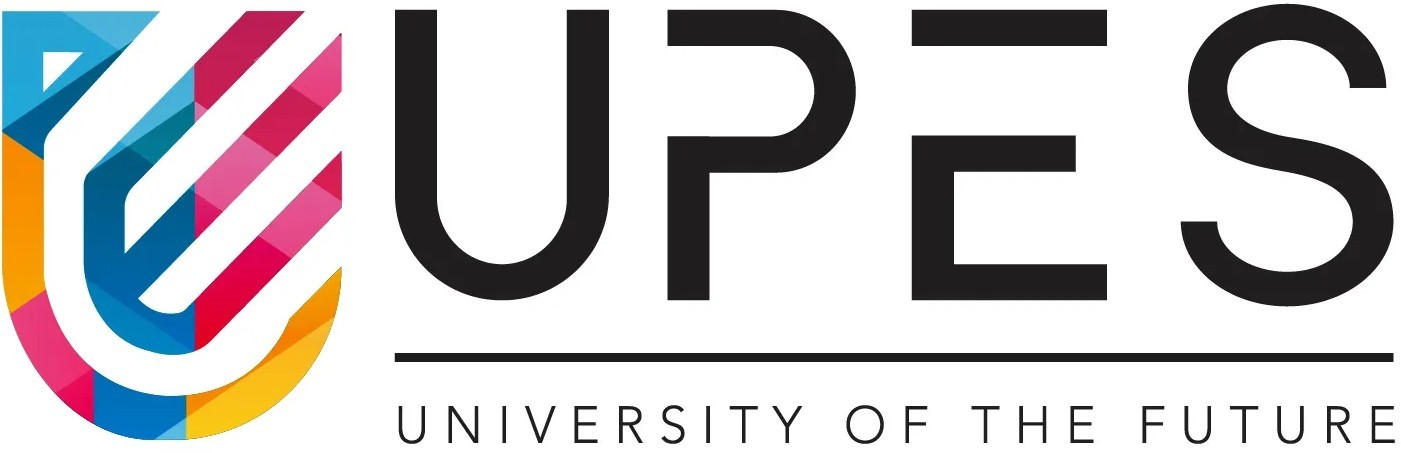 UPES
UNIVERSITY OF THE FUTURE